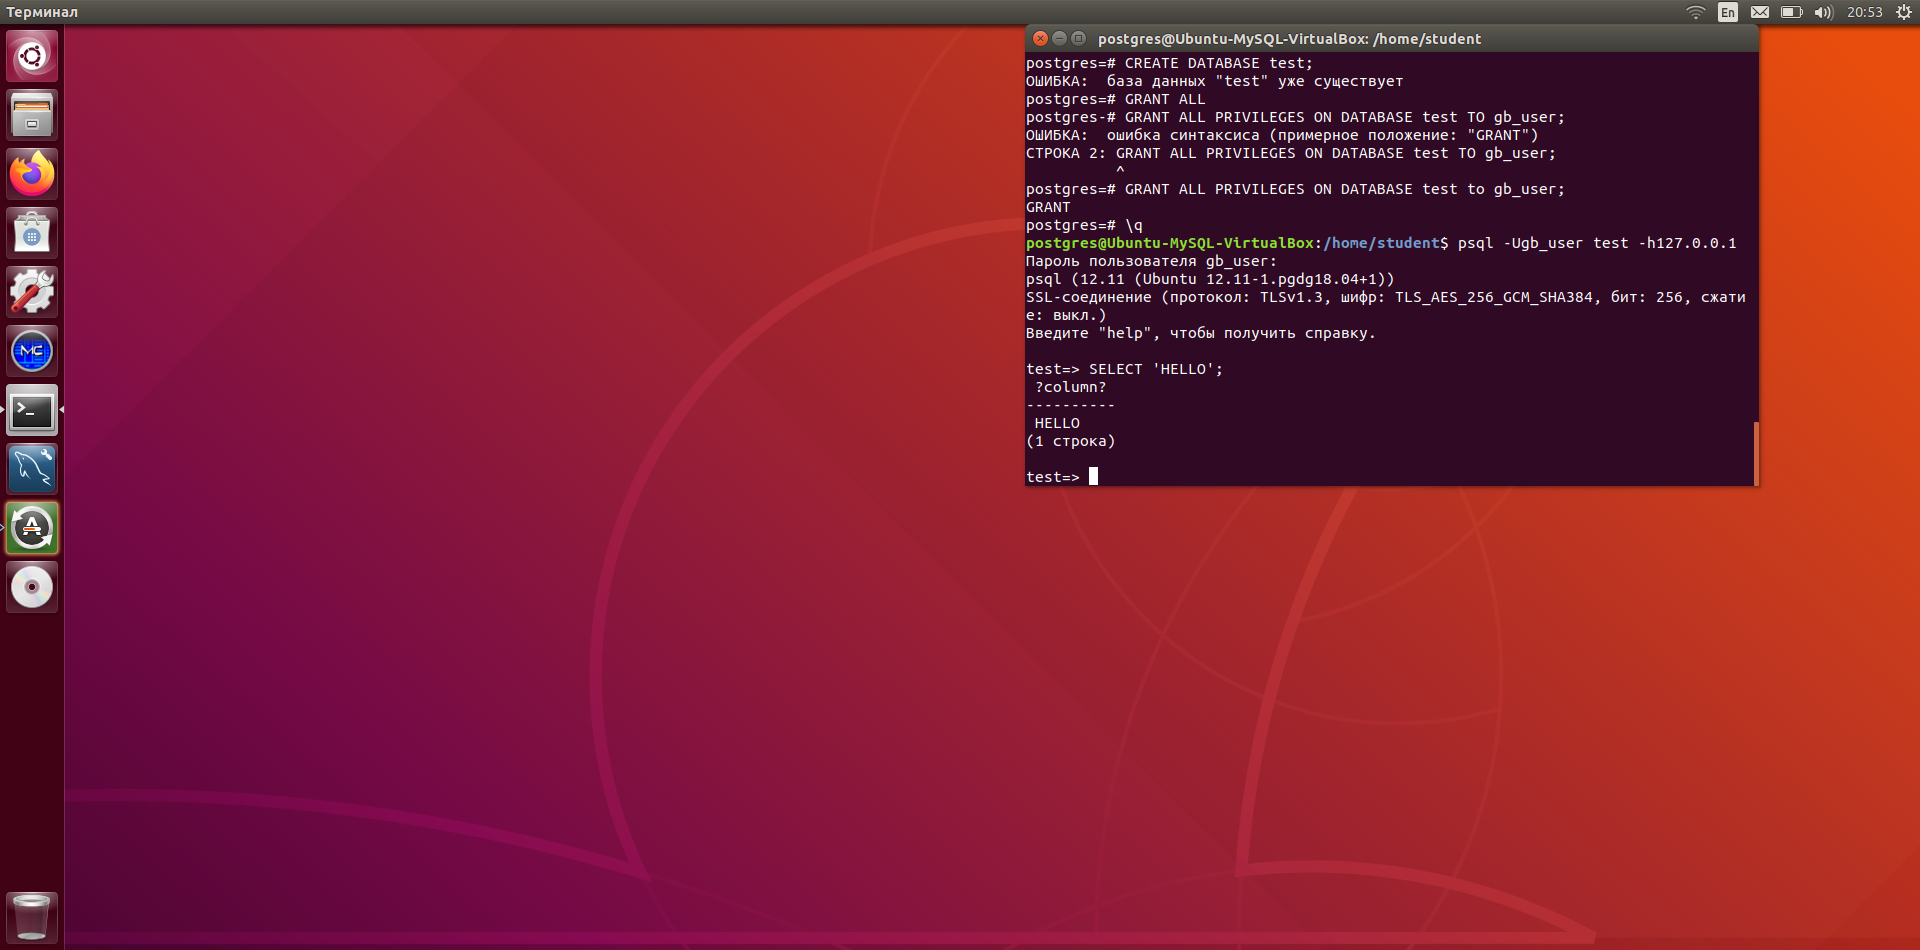 Терминал
En
20:53
postgres@Ubuntu-MySQL-VirtualBox: /home/student
postgres=# CREATE DATABASE test;
ОШИБКА:  база данных "test" уже существует
postgres=# GRANT ALL
postgres-# GRANT ALL PRIVILEGES ON DATABASE test TO gb_user;
ОШИБКА:  ошибка синтаксиса (примерное положение: "GRANT")
СТРОКА 2: GRANT ALL PRIVILEGES ON DATABASE test TO gb_user;
^
postgres=# GRANT ALL PRIVILEGES ON DATABASE test to gb_user;
GRANT
postgres=# \q
postgres@Ubuntu-MySQL-VirtualBox:/home/student$ psql -Ugb_user test -h127.0.0.1
Пароль пользователя gb_user:
psql (12.11 (Ubuntu 12.11-1.pgdg18.04+1))
SSL-соединение (протокол: TLSv1.3, шифр: TLS_AES_256_GCM_SHA384, бит: 256, сжати
е: выкл.)
Введите "help", чтобы получить справку.
test=> SELECT 'HELLO';
?column?
----------
HELLO
(1 строка)
test=>
MC
>_
A